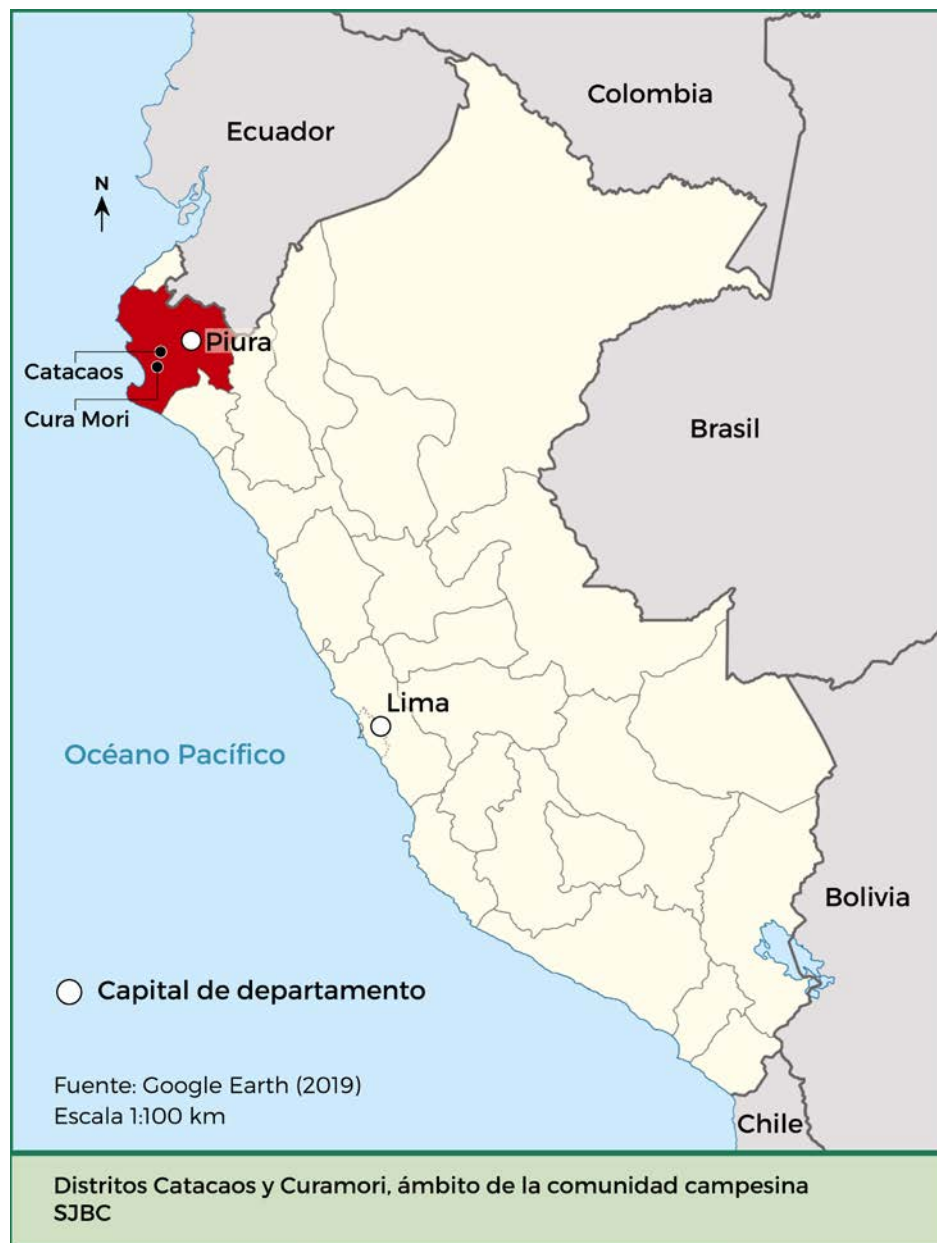 Colombia
Ecuador
N
Piura
Catacaos
Cura Mori
Brasil
Lima
Océano Pacífico
Bolivia
Capital de departamento
Fuente: Google Earth (2019)
Escala 1:100 km
Chile
Distritos Catacaos y Curamori, ámbito de la comunidad campesina
SJBC